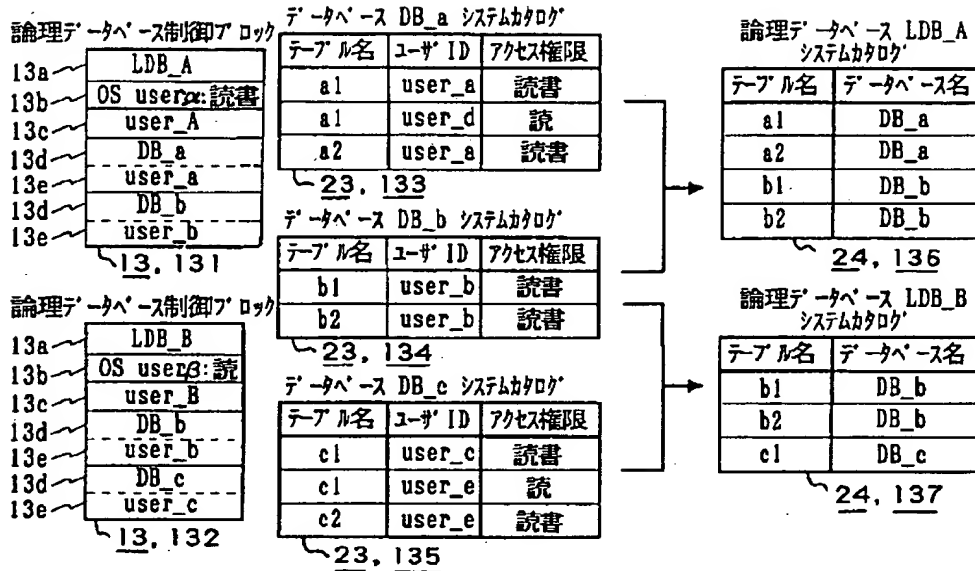 論理データベース制御ブロック
13a LDB_A
13b OS userα:読書
13c user_A
13d DB_a
13e user_a
13d DB_b
13e user_b
13, 131
論理データベース制御ブロック
13a LDB_B
13b OS userβ:読
13c user_B
13d DB_b
13e user_b
13d DB_c
13e user_c
13, 132
データベース DB_a システムカタログ
テーブル名 ユーザID アクセス権限
a1 user_a 読書
a1 user_d 読
a2 user_a 読書
23, 133
データベース DB_b システムカタログ
テーブル名 ユーザID アクセス権限
b1 user_b 読書
b2 user_b 読書
23, 134
データベース DB_c システムカタログ
テーブル名 ユーザID アクセス権限
c1 user_c 読書
c1 user_e 読
c2 user_e 読書
23, 135
論理データベース LDB_A
システムカタログ
テーブル名 データベース名
a1 DB_a
a2 DB_a
b1 DB_b
b2 DB_b
24, 136
論理データベース LDB_B
システムカタログ
テーブル名 データベース名
b1 DB_b
b2 DB_b
c1 DB_c
24, 137